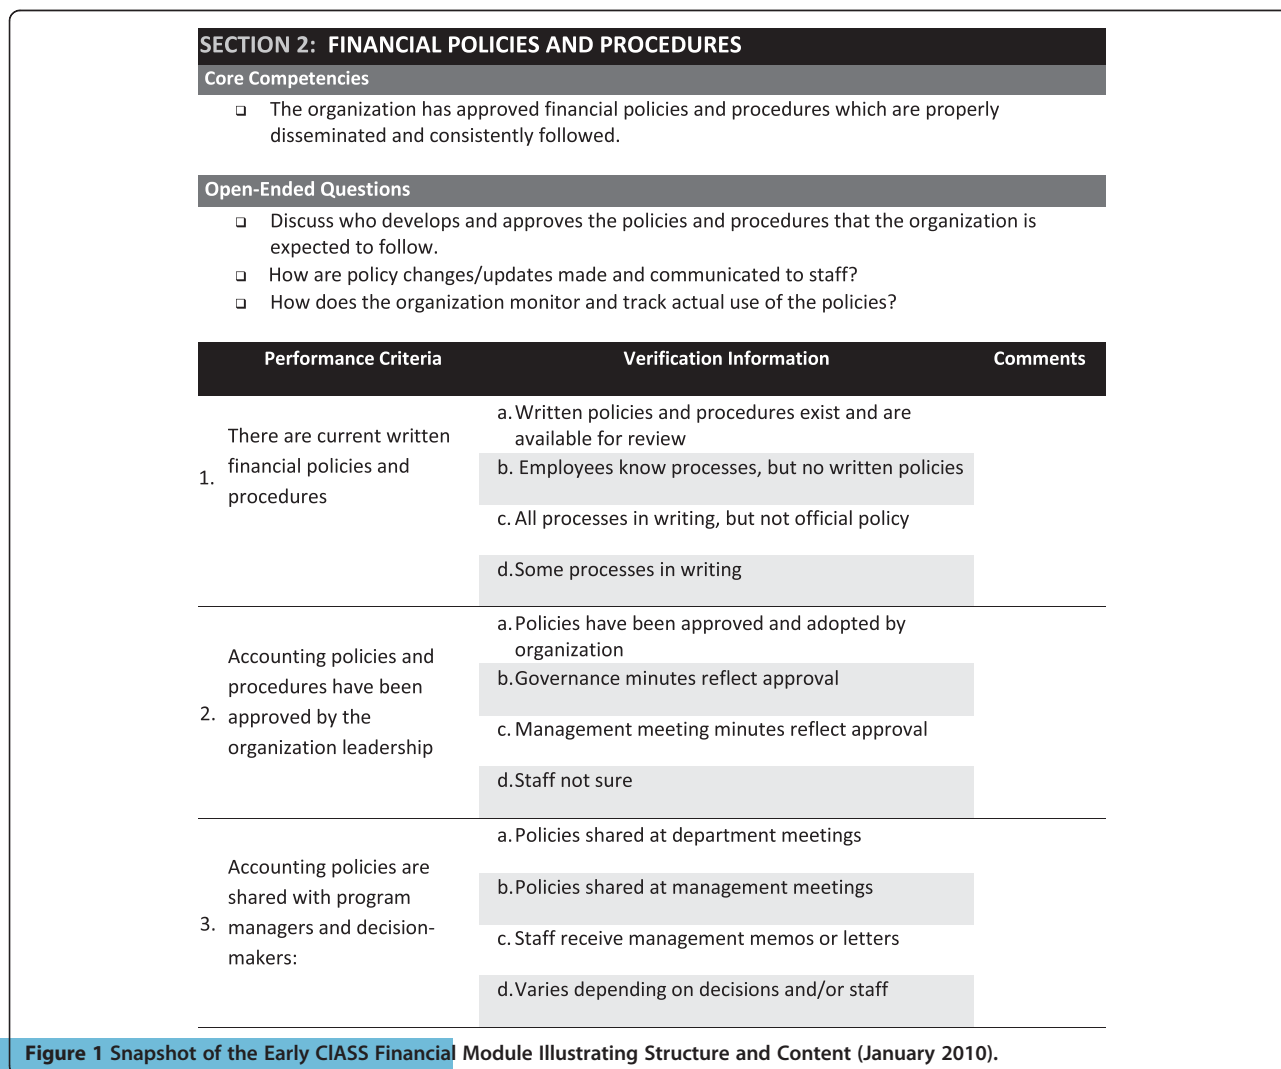 SECTION 2: FINANCIAL POLICIES AND PROCEDURES
Core Competencies
❑ The organization has approved financial policies and procedures which are properly
disseminated and consistently followed.
Open-Ended Questions
❑ Discuss who develops and approves the policies and procedures that the organization is
expected to follow.
❑ How are policy changes/updates made and communicated to staff?
❑ How does the organization monitor and track actual use of the policies?
Performance Criteria Verification Information Comments
1.
There are current written
financial policies and
procedures
a. Written policies and procedures exist and are
available for review
b. Employees know processes, but no written policies
c. All processes in writing, but not official policy
d. Some processes in writing
2.
Accounting policies and
procedures have been
approved by the
organization leadership
a. Policies have been approved and adopted by
organization
b. Governance minutes reflect approval
c. Management meeting minutes reflect approval
d. Staff not sure
3.
Accounting policies are
shared with program
managers and decision-
makers:
a. Policies shared at department meetings
b. Policies shared at management meetings
c. Staff receive management memos or letters
d. Varies depending on decisions and/or staff
Figure 1 Snapshot of the Early ClASS Financial Module Illustrating Structure and Content (January 2010).